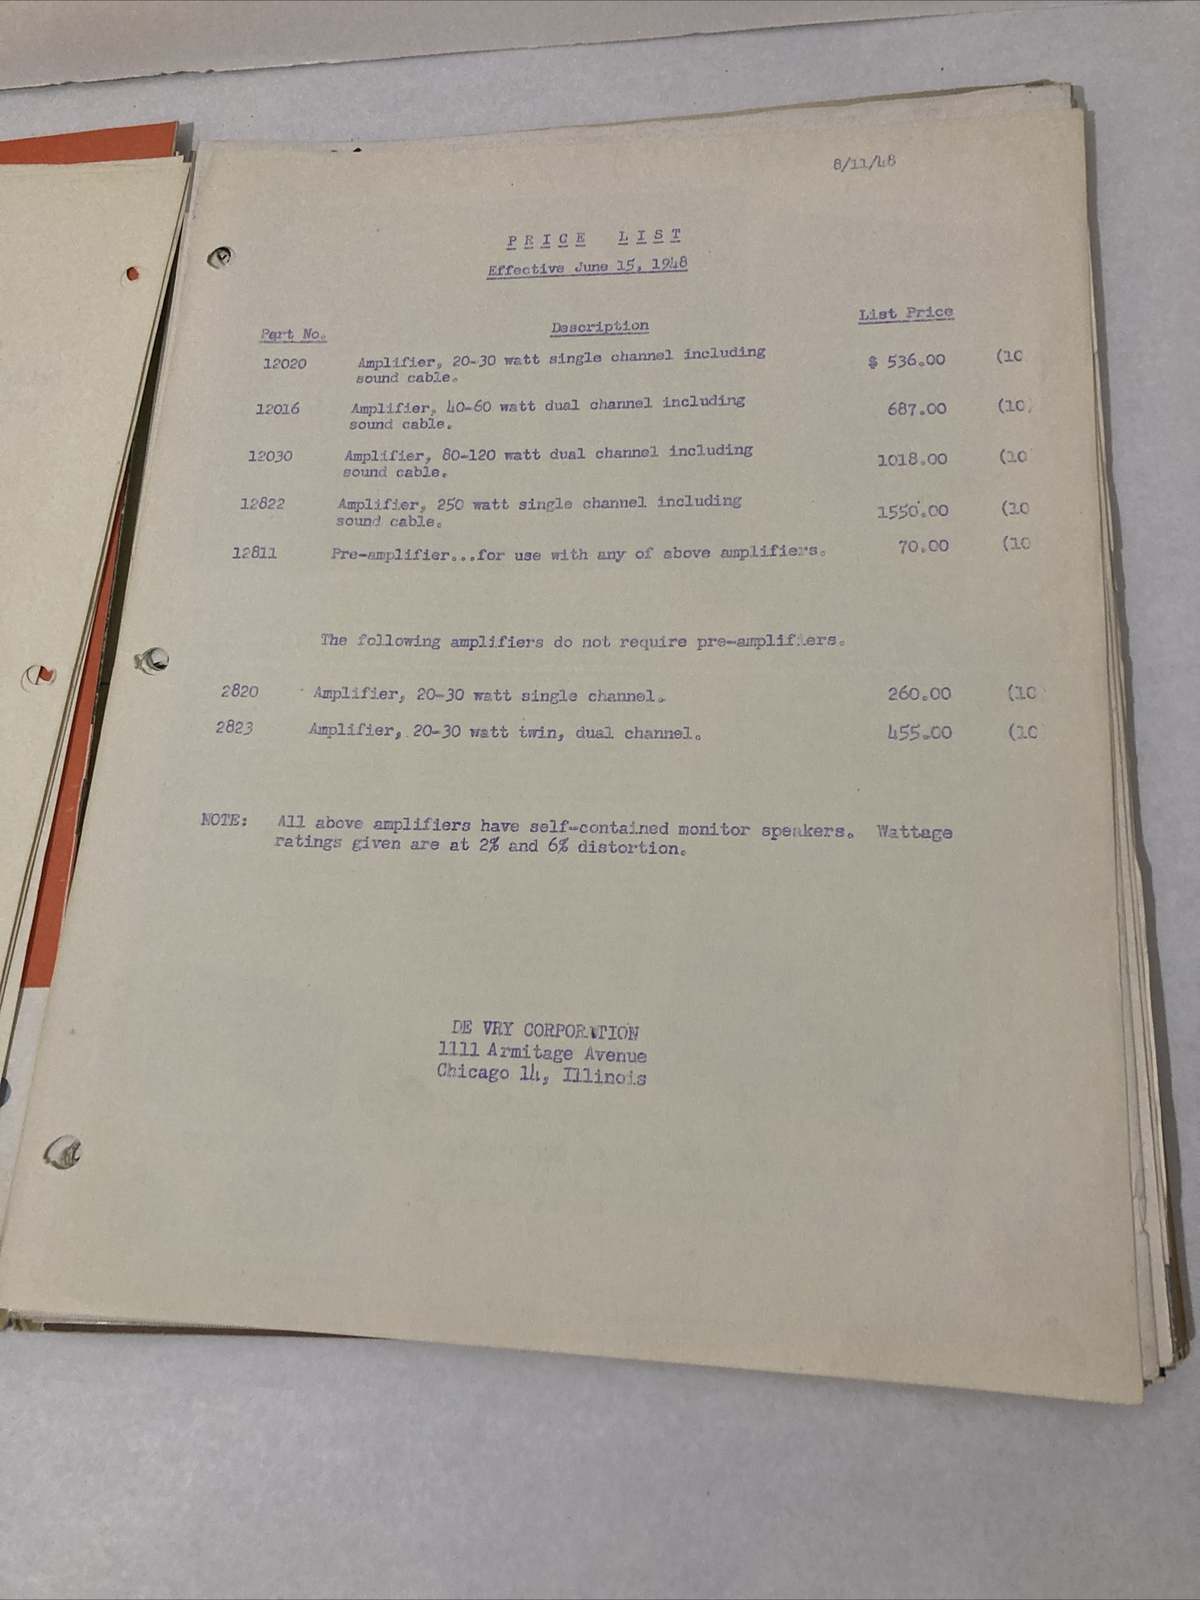 8/11/48
PRICE LIST
Effective June 15, 1948
Part No. Description List Price
12020 Amplifier, 20-30 watt single channel including $ 536.00 (10
sound cable.
12016 Amplifier, 40-60 watt dual channel including 687.00 (10)
sound cable.
12030 Amplifier, 80-120 watt dual channel including 1018.00 (10
sound cable.
12822 Amplifier, 250 watt single channel including 1550.00 (10
sound cable.
12811 Pre-amplifier...for use with any of above amplifiers. 70.00 (10
The following amplifiers do not require pre-amplifiers.
2820 Amplifier, 20-30 watt single channel. 260.00 (10
2823 Amplifier, 20-30 watt twin, dual channel. 455.00 (10
NOTE: All above amplifiers have self-contained monitor speakers. Wattage
ratings given are at 2% and 6% distortion.
DE VRY CORPORATION
1111 Armitage Avenue
Chicago 14, Illinois